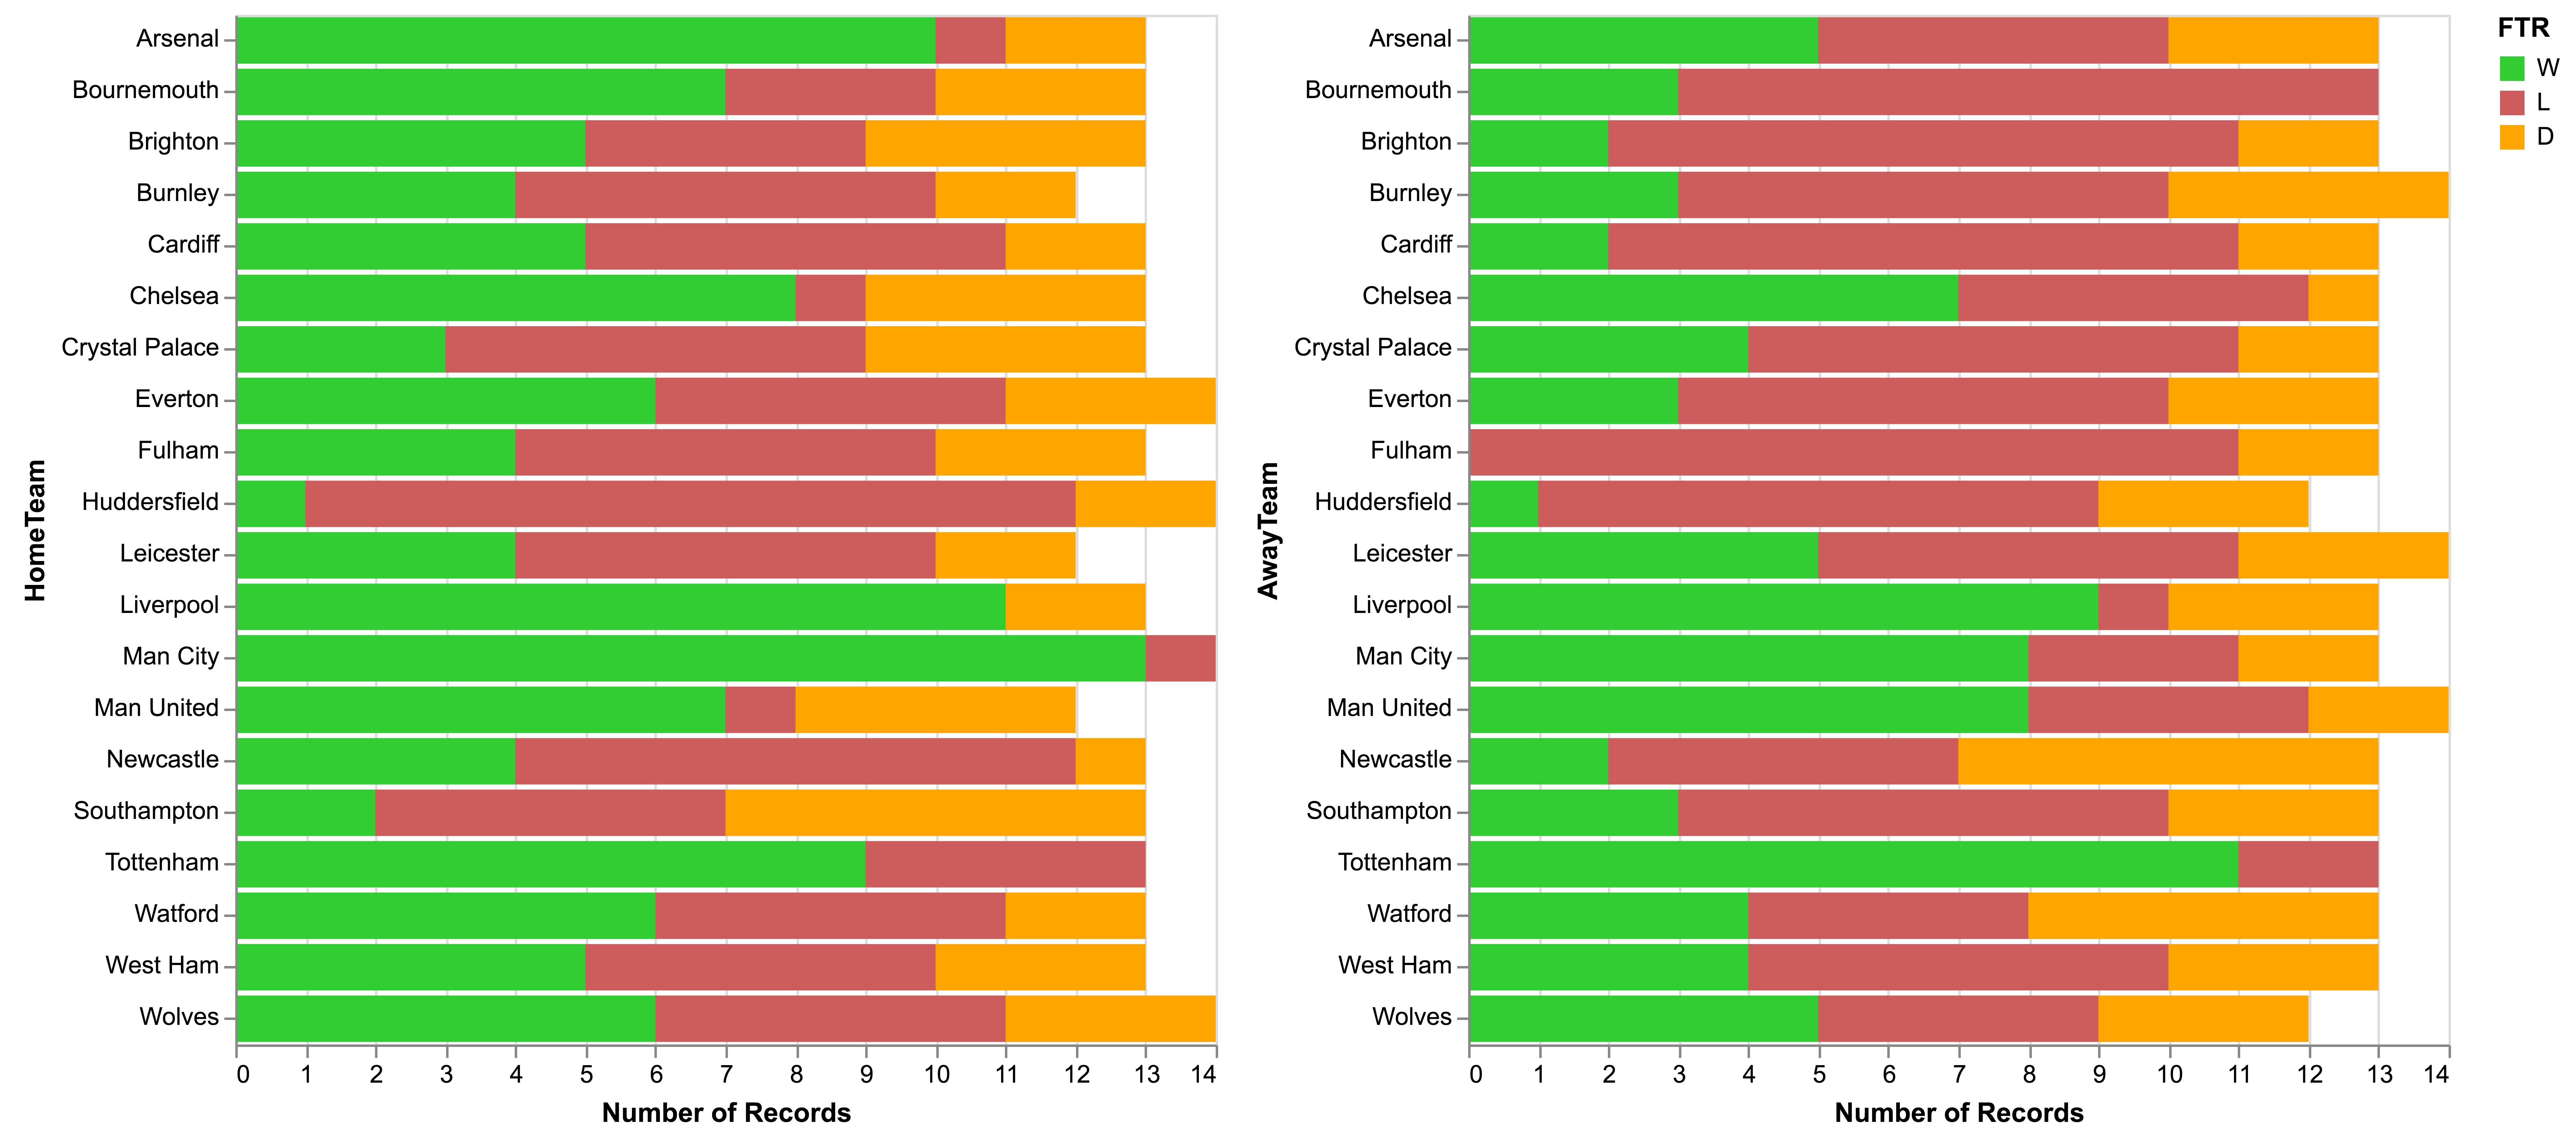 HomeTeam
Arsenal
Bournemouth
Brighton
Burnley
Cardiff
Chelsea
Crystal Palace
Everton
Fulham
Huddersfield
Leicester
Liverpool
Man City
Man United
Newcastle
Southampton
Tottenham
Watford
West Ham
Wolves
0 1 2 3 4 5 6 7 8 9 10 11 12 13 14
Number of Records
AwayTeam
Arsenal
Bournemouth
Brighton
Burnley
Cardiff
Chelsea
Crystal Palace
Everton
Fulham
Huddersfield
Leicester
Liverpool
Man City
Man United
Newcastle
Southampton
Tottenham
Watford
West Ham
Wolves
0 1 2 3 4 5 6 7 8 9 10 11 12 13 14
Number of Records
FTR
W
L
D